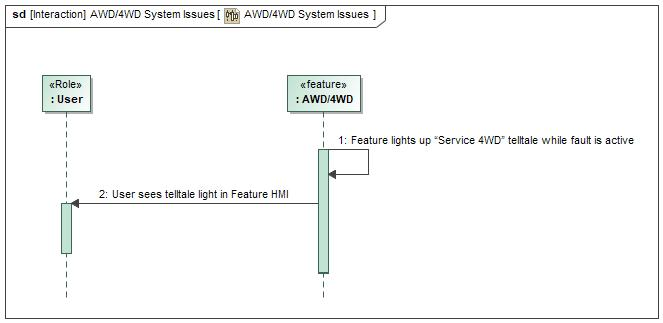 sd [Interaction] AWD/4WD System Issues [ AWD/4WD System Issues ]
«Role»
: User
«feature»
: AWD/4WD
1: Feature lights up “Service 4WD” telltale while fault is active
2: User sees telltale light in Feature HMI